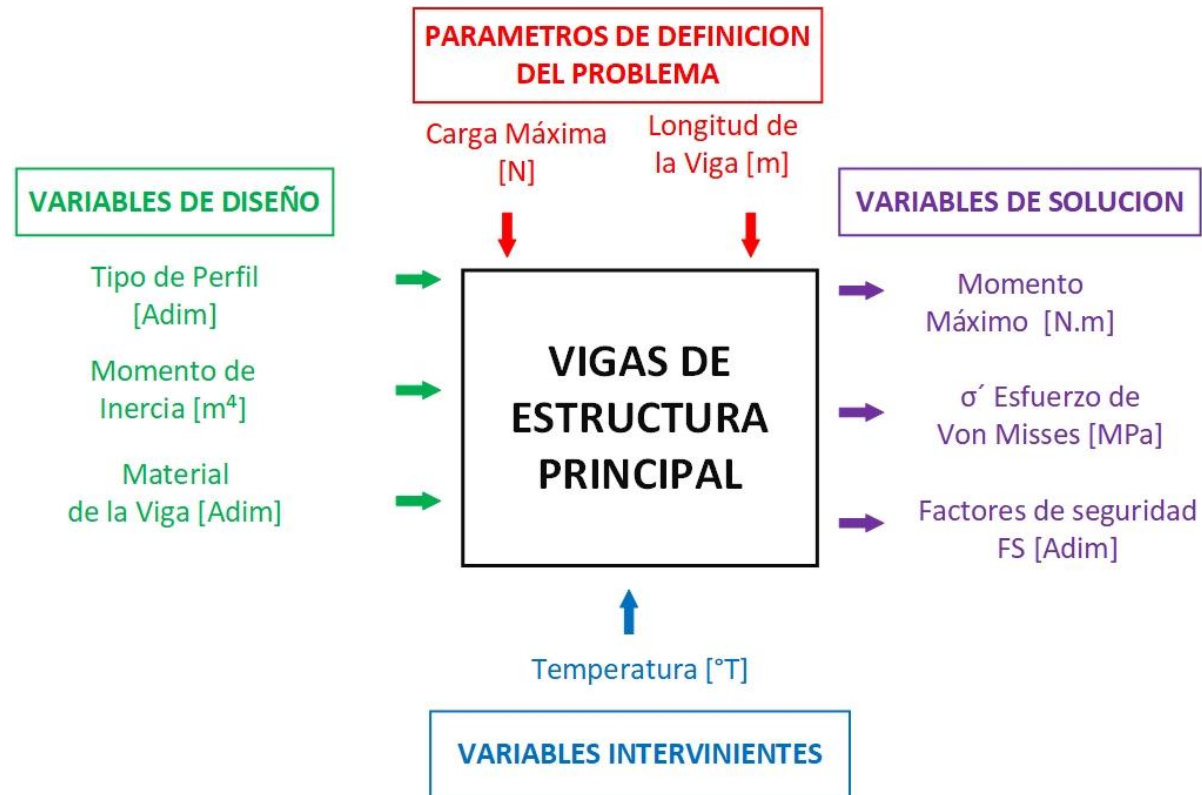 PARAMETROS DE DEFINICION
DEL PROBLEMA
Carga Máxima
[N]
Longitud de
la Viga [m]
VARIABLES DE DISEÑO
Tipo de Perfil
[Adim]
Momento de
Inercia [m⁴]
Material
de la Viga [Adim]
VIGAS DE
ESTRUCTURA
PRINCIPAL
VARIABLES DE SOLUCION
Momento
Máximo [N.m]
σ´ Esfuerzo de
Von Misses [MPa]
Factores de seguridad
FS [Adim]
Temperatura [°T]
VARIABLES INTERVINIENTES